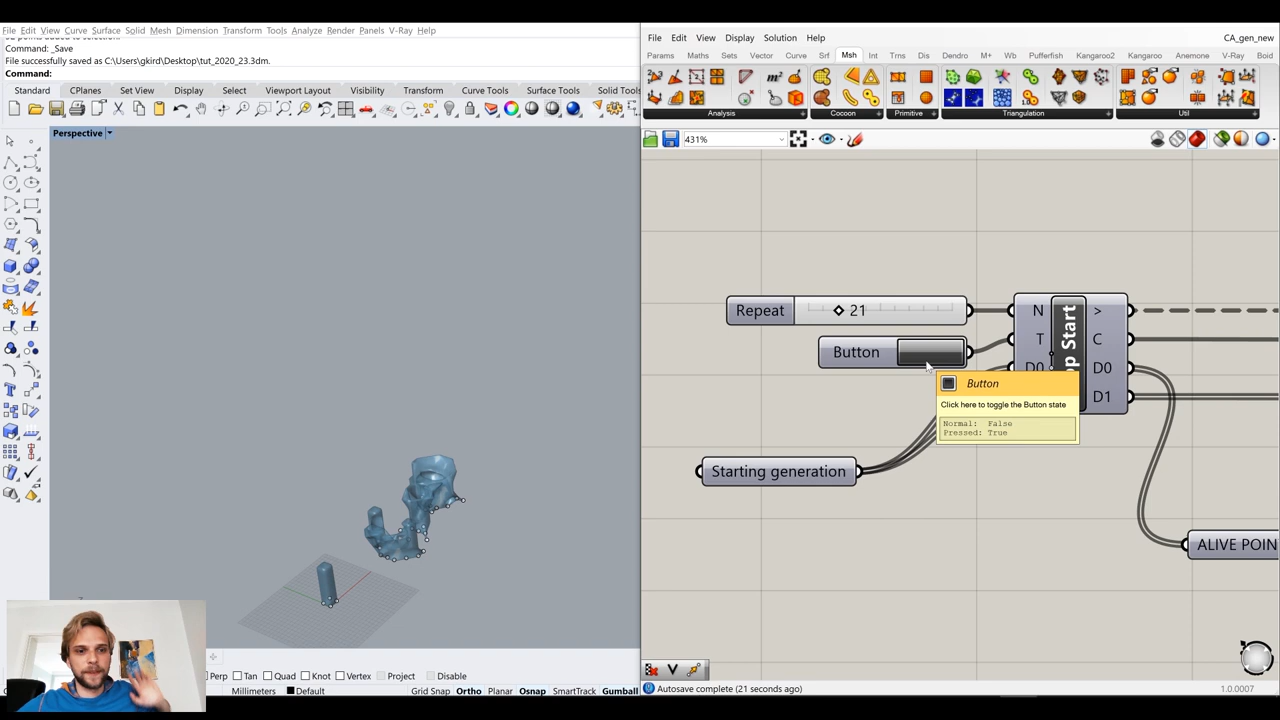 File Edit View Curve Surface Solid Mesh Dimension Transform Tools Analyze Render Panels V-Ray Help
Command: _Save
File successfully saved as C:\Users\gkird\Desktop\tut_2020_23.3dm.
Command:
Standard CPlanes Set View Display Select Viewport Layout Visibility Transform Curve Tools Surface Tools Solid Tools
Perspective
Perp Tan Quad Knot Vertex Project Disable
Millimeters Default Grid Snap Ortho Planar Osnap SmartTrack Gumball
File Edit View Display Solution Help CA_gen_new
Params Maths Sets Vector Curve Srf Msh Int Trns Dis Dendro M+ Wb Pufferfish Kangaroo2 Kangaroo Anemone V-Ray Boid
Analysis Cocoon Primitive Triangulation Util
431%
Repeat 21
Button
N
T
D0
op Start
>
C
D0
D1
Button
Click here to toggle the Button state
Normal: False
Pressed: True
Starting generation
ALIVE POIN
Autosave complete (21 seconds ago) 1.0.0007